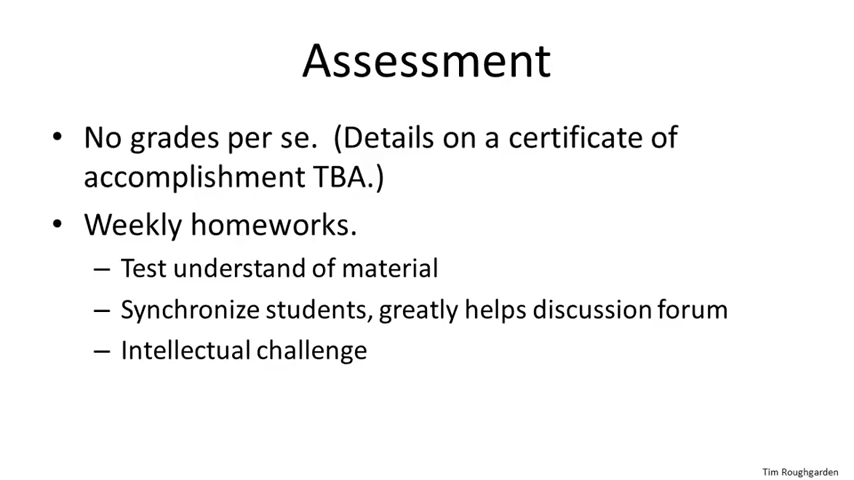 Assessment
• No grades per se. (Details on a certificate of
accomplishment TBA.)
• Weekly homeworks.
– Test understand of material
– Synchronize students, greatly helps discussion forum
– Intellectual challenge
Tim Roughgarden